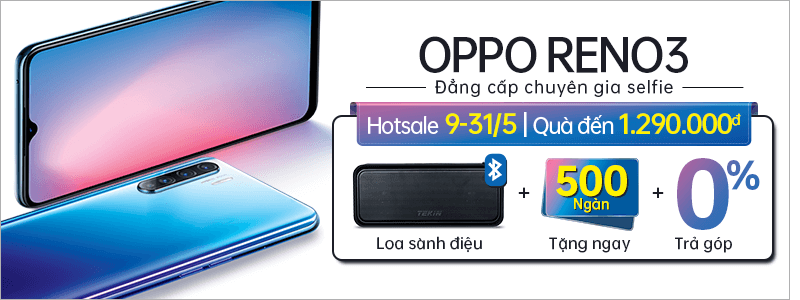 OPPO RENO3
Đẳng cấp chuyên gia selfie
Hotsale 9-31/5 | Quà đến 1.290.000đ
TEKIN
500
Ngàn
0%
+ +
Loa sành điệu Tặng ngay Trả góp